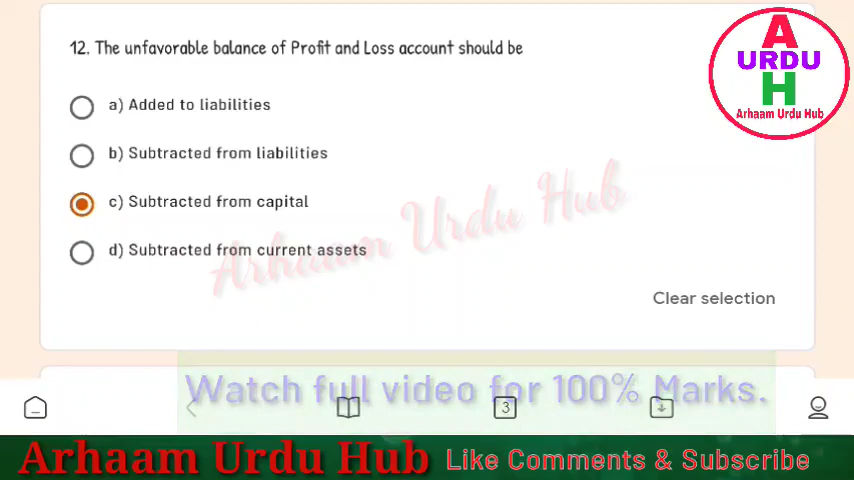 12. The unfavorable balance of Profit and Loss account should be
a) Added to liabilities
b) Subtracted from liabilities
c) Subtracted from capital
d) Subtracted from current assets
Clear selection
A
URDU
H
Arhaam Urdu Hub
Arhaam Urdu Hub
Watch full video for 100% Marks.
3
Arhaam Urdu Hub Like Comments & Subscribe